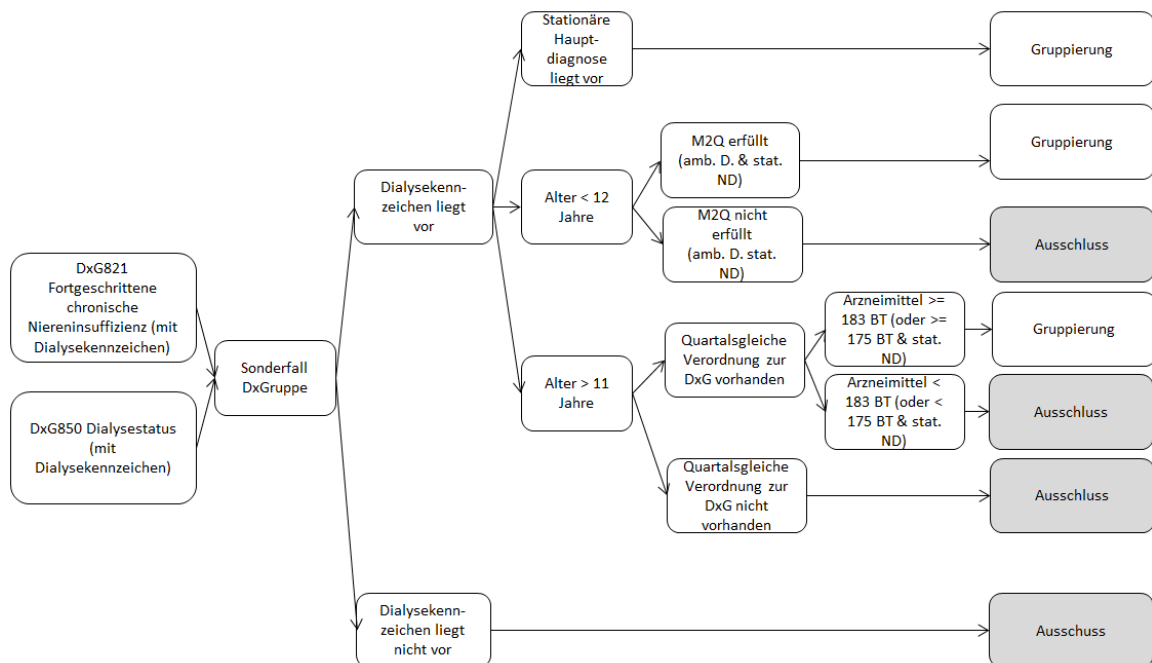 DxG821
Fortgeschrittene
chronische
Niereninsuffizienz (mit
Dialysekennzeichen)
DxG850 Dialysestatus
(mit
Dialysekennzeichen)
Sonderfall
DxGruppe
Dialysekenn-
zeichen liegt
vor
Dialysekenn-
zeichen liegt
nicht vor
Stationäre
Haupt-
diagnose
liegt vor
Alter < 12
Jahre
Alter > 11
Jahre
M2Q erfüllt
(amb. D. & stat.
ND)
M2Q nicht
erfüllt
(amb. D. stat.
ND)
Quartalsgleiche
Verordnung zur
DxG vorhanden
Quartalsgleiche
Verordnung zur
DxG nicht
vorhanden
Arzneimittel >=
183 BT (oder >=
175 BT & stat.
ND)
Arzneimittel <
183 BT (oder <
175 BT & stat.
ND)
Gruppierung
Gruppierung
Ausschluss
Gruppierung
Ausschluss
Ausschluss
Ausschuss